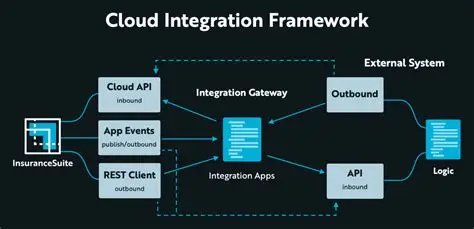 Cloud Integration Framework
External System
Cloud API
inbound
Integration Gateway
Outbound
App Events
publish/outbound
InsuranceSuite
Integration Apps
Logic
REST Client
outbound
API
inbound